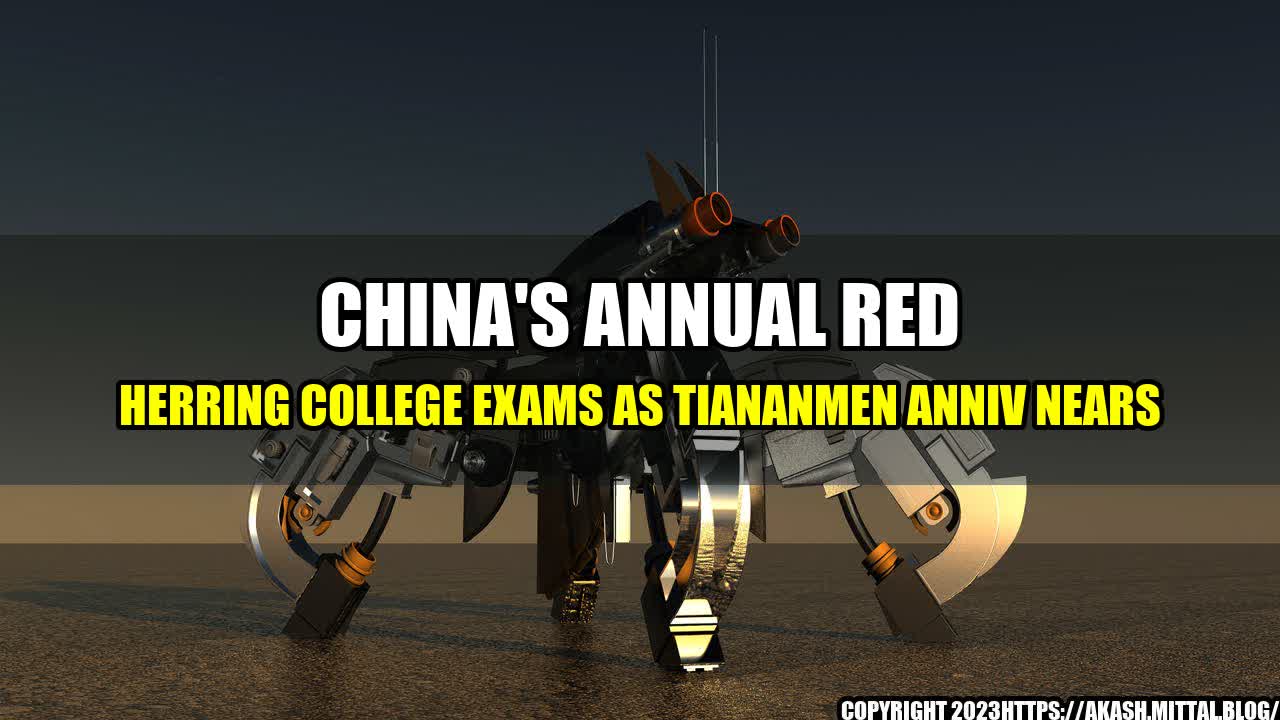 CHINA'S ANNUAL RED
HERRING COLLEGE EXAMS AS TIANANMEN ANNIV NEARS
COPYRIGHT 2023HTTPS://AKASH.MITTAL.BLOG/